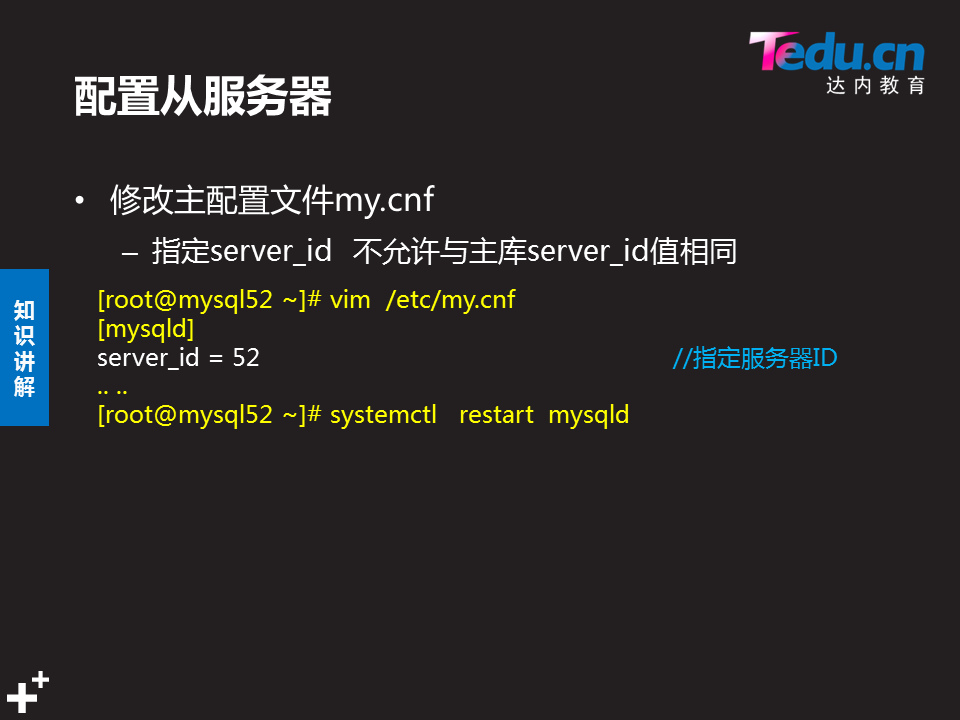 Tedu.cn
达内教育
配置从服务器
• 修改主配置文件my.cnf
– 指定server_id 不允许与主库server_id值相同
知识讲解
[root@mysql52 ~]# vim /etc/my.cnf
[mysqld]
server_id = 52 //指定服务器ID
.. ..
[root@mysql52 ~]# systemctl restart mysqld